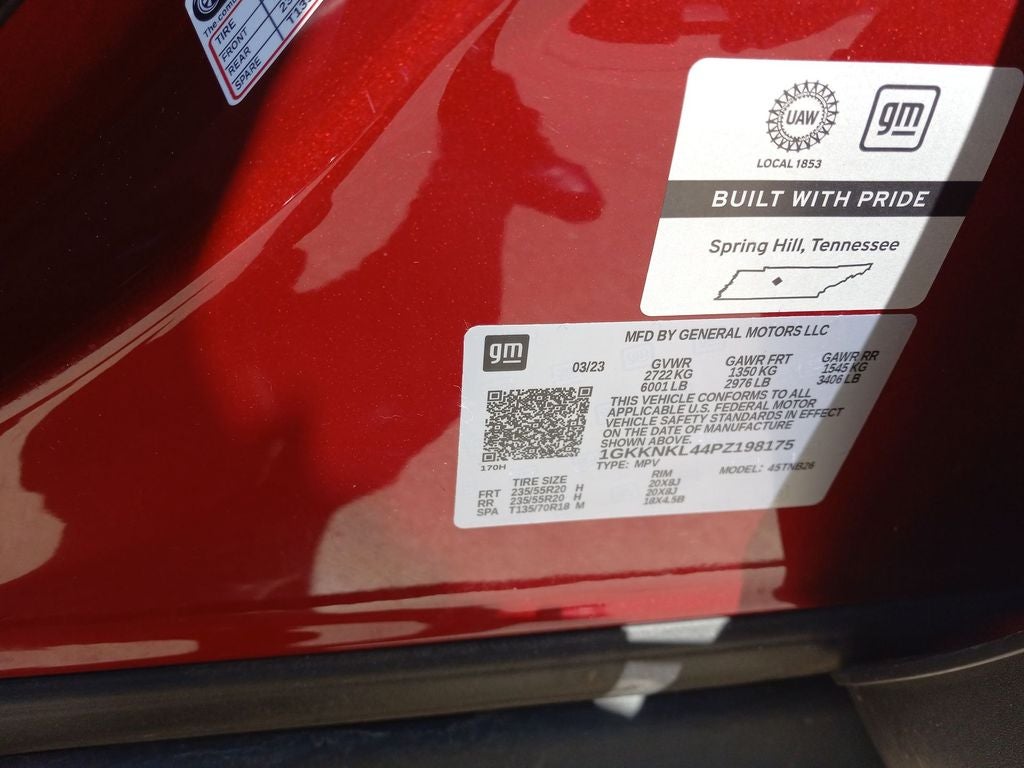 The comb
TIRE
FRONT
REAR
SPARE
T13
UAW
LOCAL 1853
gm
BUILT WITH PRIDE
Spring Hill, Tennessee
gm
MFD BY GENERAL MOTORS LLC
03/23
GVWR GAWR FRT GAWR RR
2722 KG 1350 KG 1545 KG
6001 LB 2976 LB 3406 LB
THIS VEHICLE CONFORMS TO ALL
APPLICABLE U.S. FEDERAL MOTOR
VEHICLE SAFETY STANDARDS IN EFFECT
ON THE DATE OF MANUFACTURE
SHOWN ABOVE.
1GKKNKL44PZ198175
170H
TYPE: MPV MODEL: 45TNB26
TIRE SIZE RIM
FRT 235/55R20 H 20X8J
RR 235/55R20 H 20X8J
SPA T135/70R18 M 18X4.5B